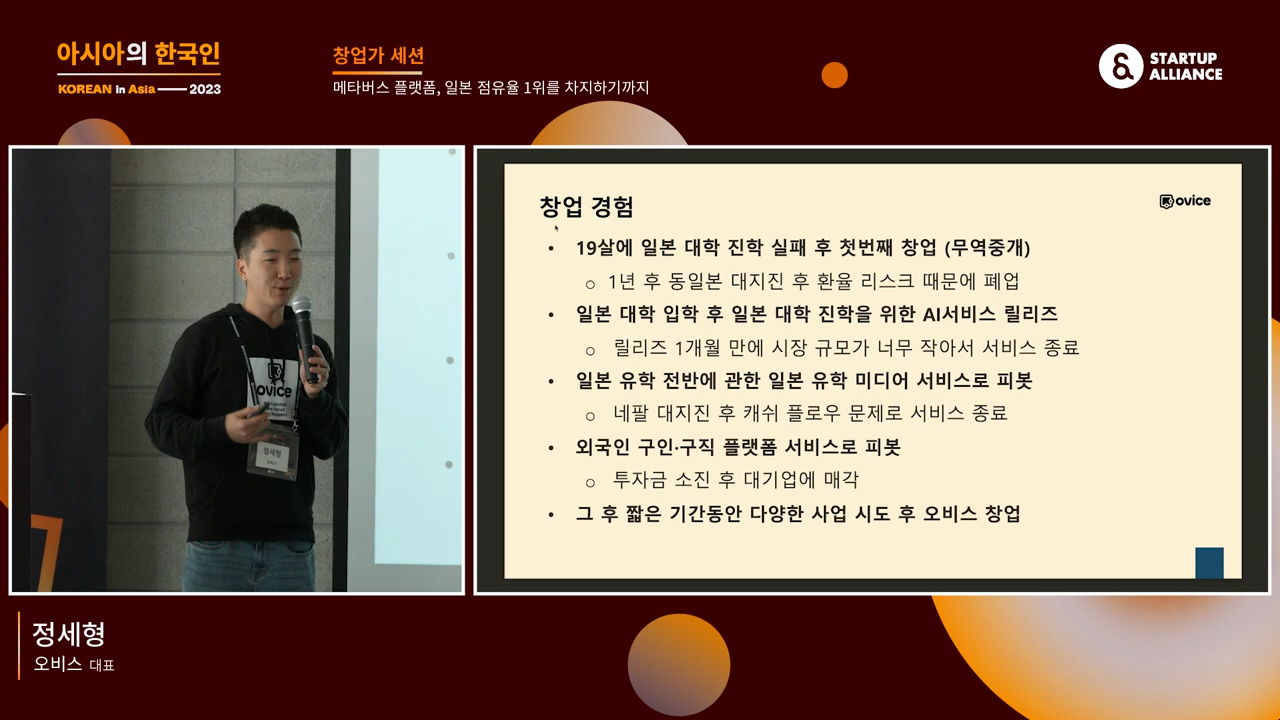 아시아의 한국인
KOREAN in Asia 2023
창업가 세션
메타버스 플랫폼, 일본 점유율 1위를 차지하기까지
STARTUP
ALLIANCE
ovice
정세형
창업 경험
ovice
• 19살에 일본 대학 진학 실패 후 첫번째 창업 (무역중개)
○ 1년 후 동일본 대지진 후 환율 리스크 때문에 폐업
• 일본 대학 입학 후 일본 대학 진학을 위한 AI서비스 릴리즈
○ 릴리즈 1개월 만에 시장 규모가 너무 작아서 서비스 종료
• 일본 유학 전반에 관한 일본 유학 미디어 서비스로 피봇
○ 네팔 대지진 후 캐쉬 플로우 문제로 서비스 종료
• 외국인 구인·구직 플랫폼 서비스로 피봇
○ 투자금 소진 후 대기업에 매각
• 그 후 짧은 기간동안 다양한 사업 시도 후 오비스 창업
정세형
오비스 대표